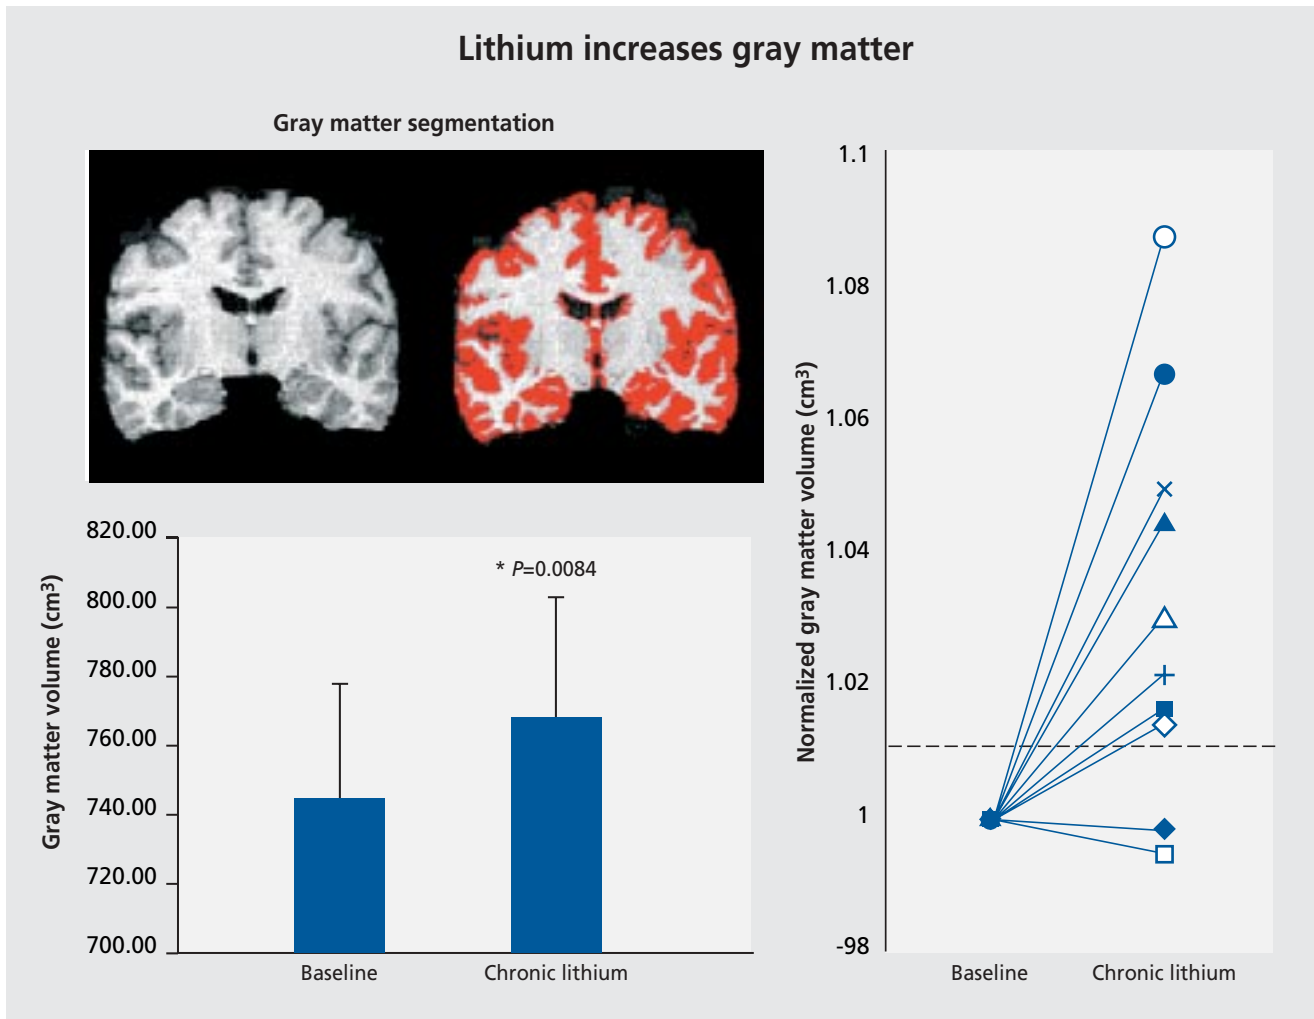 Lithium increases gray matter
Gray matter segmentation
820.00
800.00
780.00
760.00
740.00
720.00
700.00
Gray matter volume (cm³)
* P=0.0084
Baseline
Chronic lithium
1.1
1.08
1.06
1.04
1.02
1
-98
Normalized gray matter volume (cm³)
Baseline
Chronic lithium